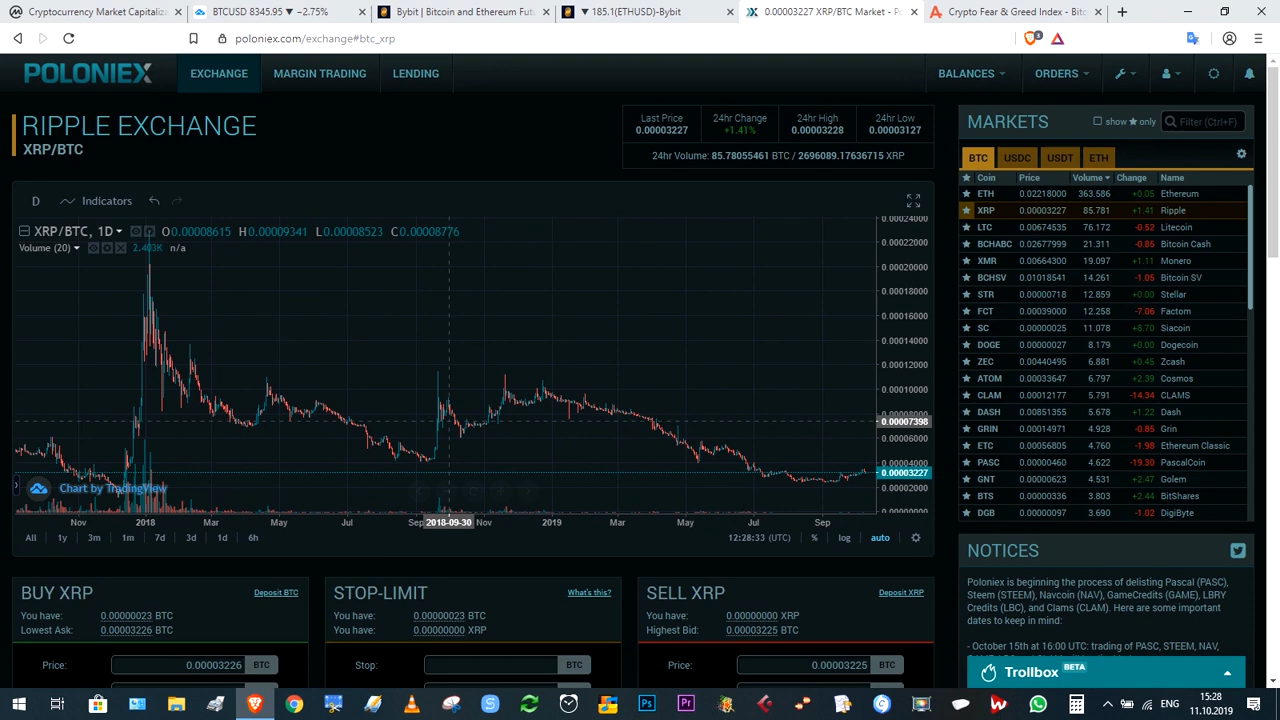 Cryptocurrency Market Capitaliz
BTCUSD 8345.95 ▼ −2.75%
Bybit | Bitcoin and Ethereum Futu
▼ 185.1(ETHUSD)-Bybit
0.00003227 XRP/BTC Market - Po
Crypto Fear & Greed Index - Bitc
poloniex.com/exchange#btc_xrp
POLONIEX
EXCHANGE
MARGIN TRADING
LENDING
BALANCES
ORDERS
RIPPLE EXCHANGE
XRP/BTC
Last Price
0.00003227
24hr Change
+1.41%
24hr High
0.00003228
24hr Low
0.00003127
24hr Volume: 85.78055461 BTC / 2696089.17636715 XRP
D
Indicators
XRP/BTC, 1D
O 0.00008615 H 0.00009341 L 0.00008523 C 0.00008776
Volume (20)
2.403K n/a
0.00024000
0.00022000
0.00020000
0.00018000
0.00016000
0.00014000
0.00012000
0.00010000
0.00008000
0.00007398
0.00006000
0.00004000
0.00003227
0.00002000
0.00000000
Chart by TradingView
Nov 2018 Mar May Jul Sep 2018-09-30 Nov 2019 Mar May Jul Sep
All 1y 3m 1m 7d 3d 1d 6h
12:28:33 (UTC) % log auto
MARKETS
show ★ only
Filter (Ctrl+F)
BTC USDC USDT ETH
Coin Price Volume Change Name
ETH 0.02218000 363.586 +0.05 Ethereum
XRP 0.00003227 85.781 +1.41 Ripple
LTC 0.00674535 76.172 -0.52 Litecoin
BCHABC 0.02677999 21.311 -0.85 Bitcoin Cash
XMR 0.00664300 19.097 +1.11 Monero
BCHSV 0.01018541 14.261 -1.05 Bitcoin SV
STR 0.00000718 12.859 +0.00 Stellar
FCT 0.00039000 12.258 -7.06 Factom
SC 0.00000025 11.078 +8.70 Siacoin
DOGE 0.00000027 8.179 +0.00 Dogecoin
ZEC 0.00440495 6.881 +0.45 Zcash
ATOM 0.00033647 6.797 +2.39 Cosmos
CLAM 0.00012177 5.791 -14.34 CLAMS
DASH 0.00851355 5.678 +1.22 Dash
GRIN 0.00014971 4.928 -0.85 Grin
ETC 0.00056805 4.760 -1.98 Ethereum Classic
PASC 0.00000460 4.622 -19.30 PascalCoin
GNT 0.00000623 4.531 +2.47 Golem
BTS 0.00000336 3.803 +2.44 BitShares
DGB 0.00000097 3.690 -1.02 DigiByte
NOTICES
Poloniex is beginning the process of delisting Pascal (PASC),
Steem (STEEM), Navcoin (NAV), GameCredits (GAME), LBRY
Credits (LBC), and Clams (CLAM). Here are some important
dates to keep in mind:
- October 15th at 16:00 UTC: trading of PASC, STEEM, NAV,
Trollbox BETA
BUY XRP
Deposit BTC
You have: 0.00000023 BTC
Lowest Ask: 0.00003226 BTC
Price: 0.00003226 BTC
STOP-LIMIT
What's this?
You have: 0.00000023 BTC
You have: 0.00000000 XRP
Stop: BTC
SELL XRP
Deposit XRP
You have: 0.00000000 XRP
Highest Bid: 0.00003225 BTC
Price: 0.00003225 BTC
ENG
15:28
11.10.2019